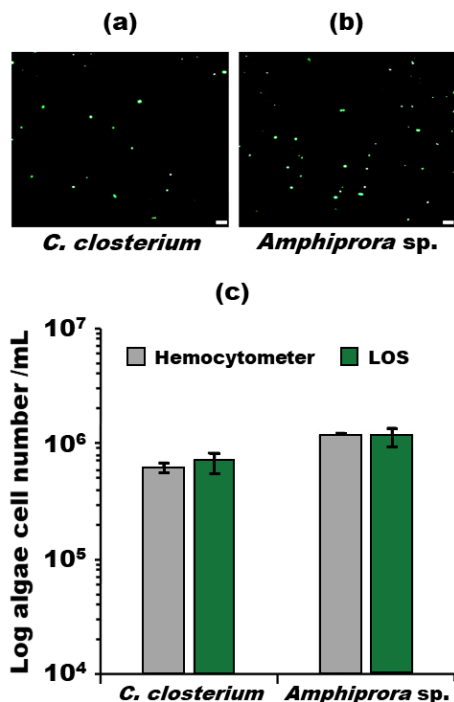 (a) (b)
C. closterium Amphiprora sp.
(c)
Log algae cell number /mL
10⁷
Hemocytometer LOS
10⁶
10⁵
10⁴
C. closterium Amphiprora sp.